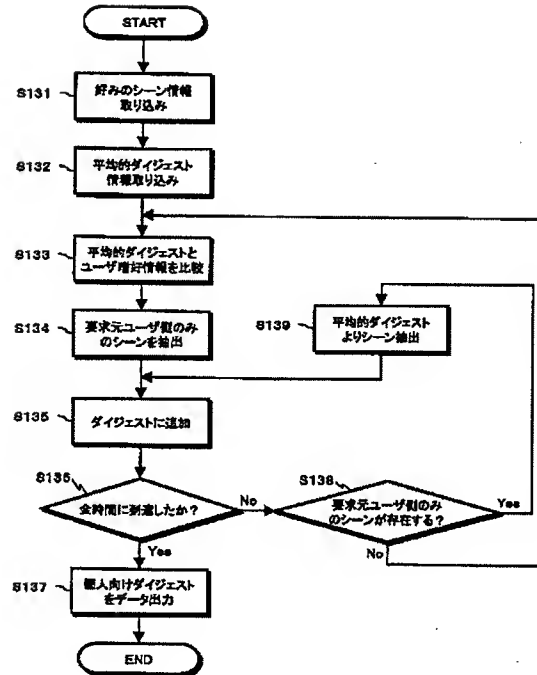 START
S131
好みのシーン情報
取り込み
S132
平均的ダイジェスト
情報取り込み
S133
平均的ダイジェストと
ユーザ嗜好情報を比較
S134
要求元ユーザ側のみ
のシーンを抽出
S139
平均的ダイジェスト
よりシーン抽出
S135
ダイジェストに追加
S136
全時間に到達したか？
No
Yes
S138
要求元ユーザ側のみ
のシーンが存在する？
Yes
No
S137
個人向けダイジェスト
をデータ出力
END